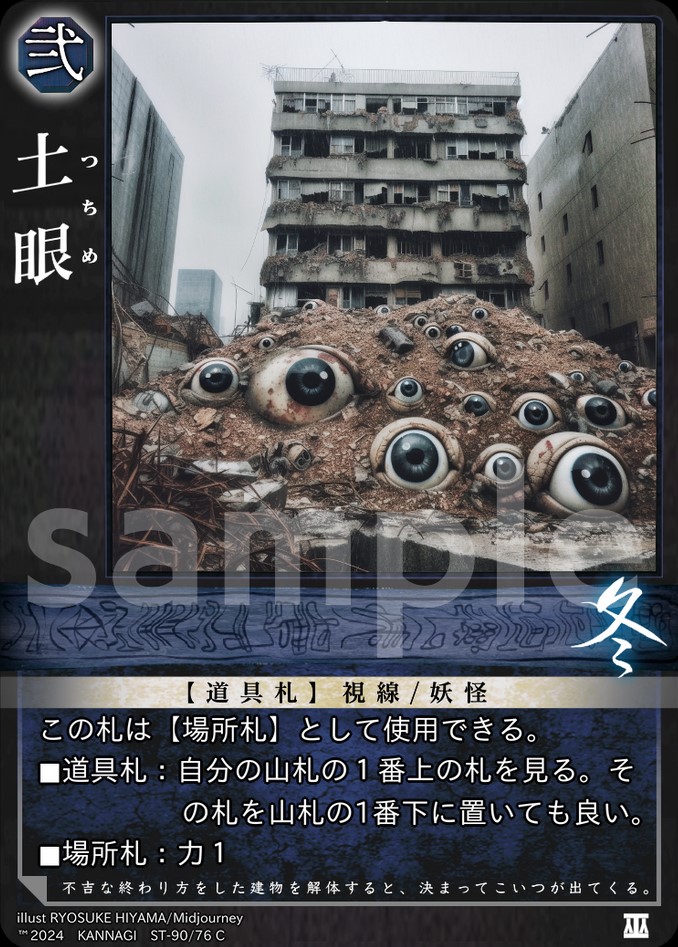 弐
土眼
つちめ
sample
冬
【道具札】視線/妖怪
この札は【場所札】として使用できる。
■道具札：自分の山札の１番上の札を見る。そ
の札を山札の1番下に置いても良い。
■場所札：力１
不吉な終わり方をした建物を解体すると、決まってこいつが出てくる。
illust RYOSUKE HIYAMA/Midjourney
™2024 KANNAGI ST-90/76 C